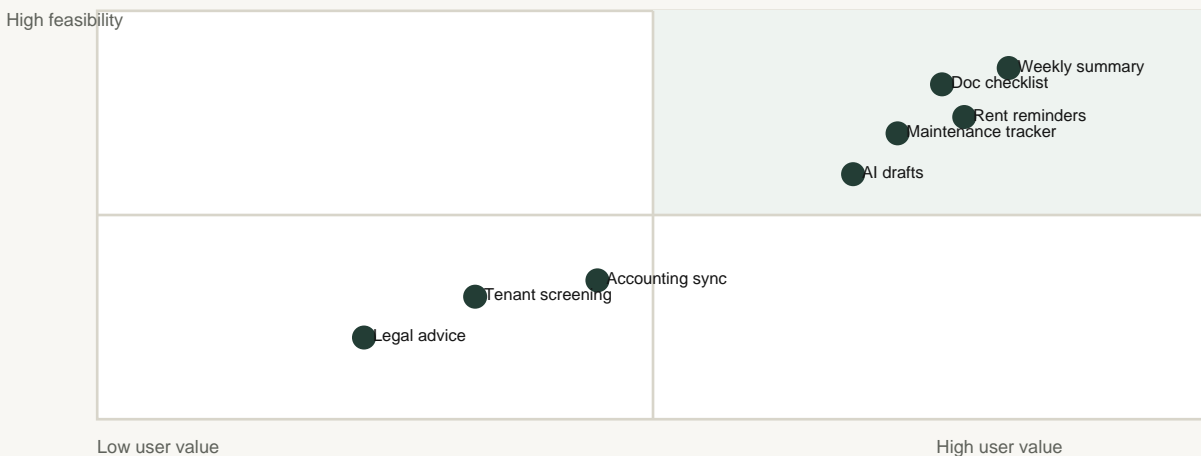 High feasibility
Weekly summary
Doc checklist
Rent reminders
Maintenance tracker
AI drafts
Accounting sync
Tenant screening
Legal advice
Low user value
High user value